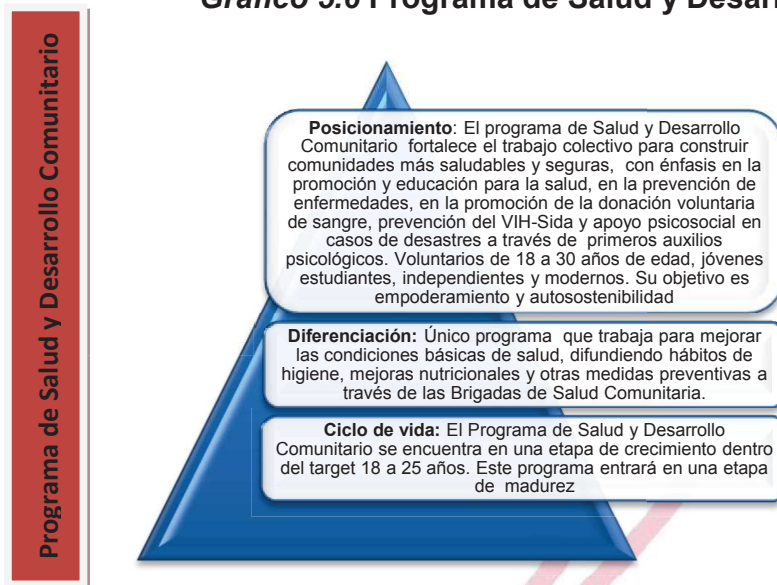 Gráfico 5.6 Programa de Salud y Desarr
Programa de Salud y Desarrollo Comunitario
Posicionamiento: El programa de Salud y Desarrollo
Comunitario fortalece el trabajo colectivo para construir
comunidades más saludables y seguras, con énfasis en la
promoción y educación para la salud, en la prevención de
enfermedades, en la promoción de la donación voluntaria
de sangre, prevención del VIH-Sida y apoyo psicosocial en
casos de desastres a través de primeros auxilios
psicológicos. Voluntarios de 18 a 30 años de edad, jóvenes
estudiantes, independientes y modernos. Su objetivo es
empoderamiento y autosostenibilidad
Diferenciación: Único programa que trabaja para mejorar
las condiciones básicas de salud, difundiendo hábitos de
higiene, mejoras nutricionales y otras medidas preventivas a
través de las Brigadas de Salud Comunitaria.
Ciclo de vida: El Programa de Salud y Desarrollo
Comunitario se encuentra en una etapa de crecimiento dentro
del target 18 a 25 años. Este programa entrará en una etapa
de madurez